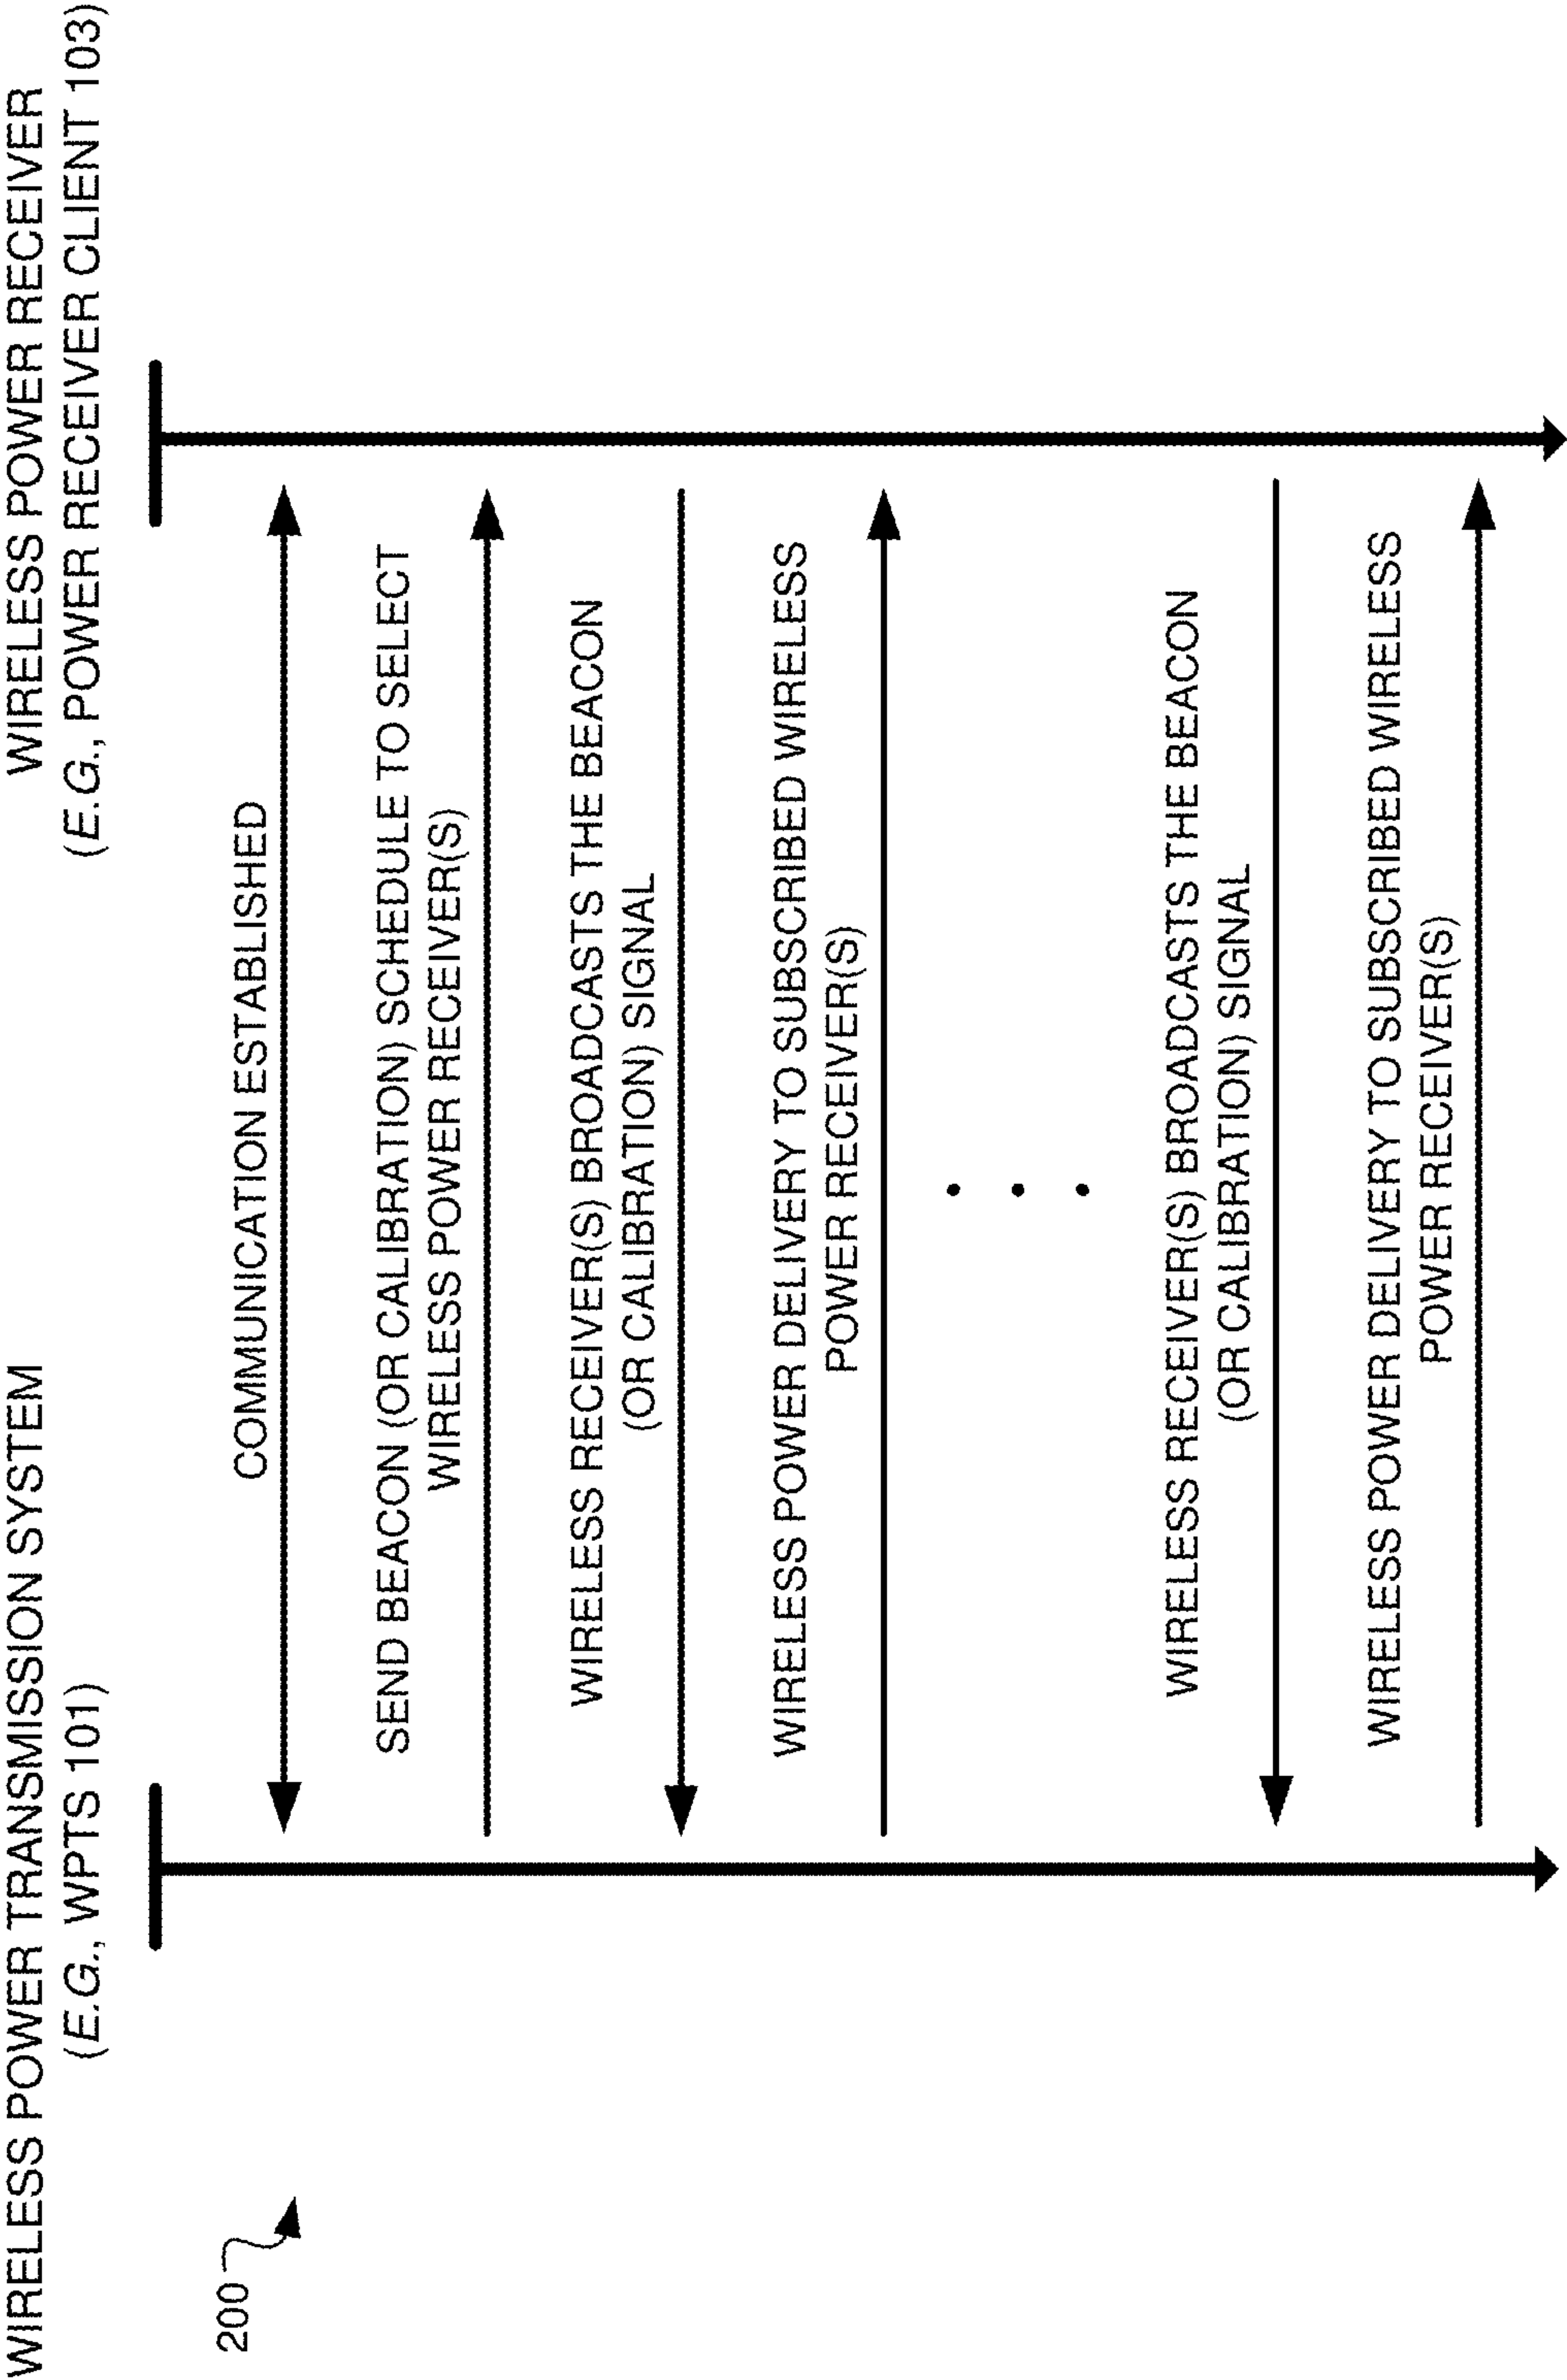 WIRELESS POWER TRANSMISSION SYSTEM
(E.G., WPTS 101)
WIRELESS POWER RECEIVER
(E.G., POWER RECEIVER CLIENT 103)
200
COMMUNICATION ESTABLISHED
SEND BEACON (OR CALIBRATION) SCHEDULE TO SELECT
WIRELESS POWER RECEIVER(S)
WIRELESS RECEIVER(S) BROADCASTS THE BEACON
(OR CALIBRATION) SIGNAL
WIRELESS POWER DELIVERY TO SUBSCRIBED WIRELESS
POWER RECEIVER(S)
WIRELESS RECEIVER(S) BROADCASTS THE BEACON
(OR CALIBRATION) SIGNAL
WIRELESS POWER DELIVERY TO SUBSCRIBED WIRELESS
POWER RECEIVER(S)